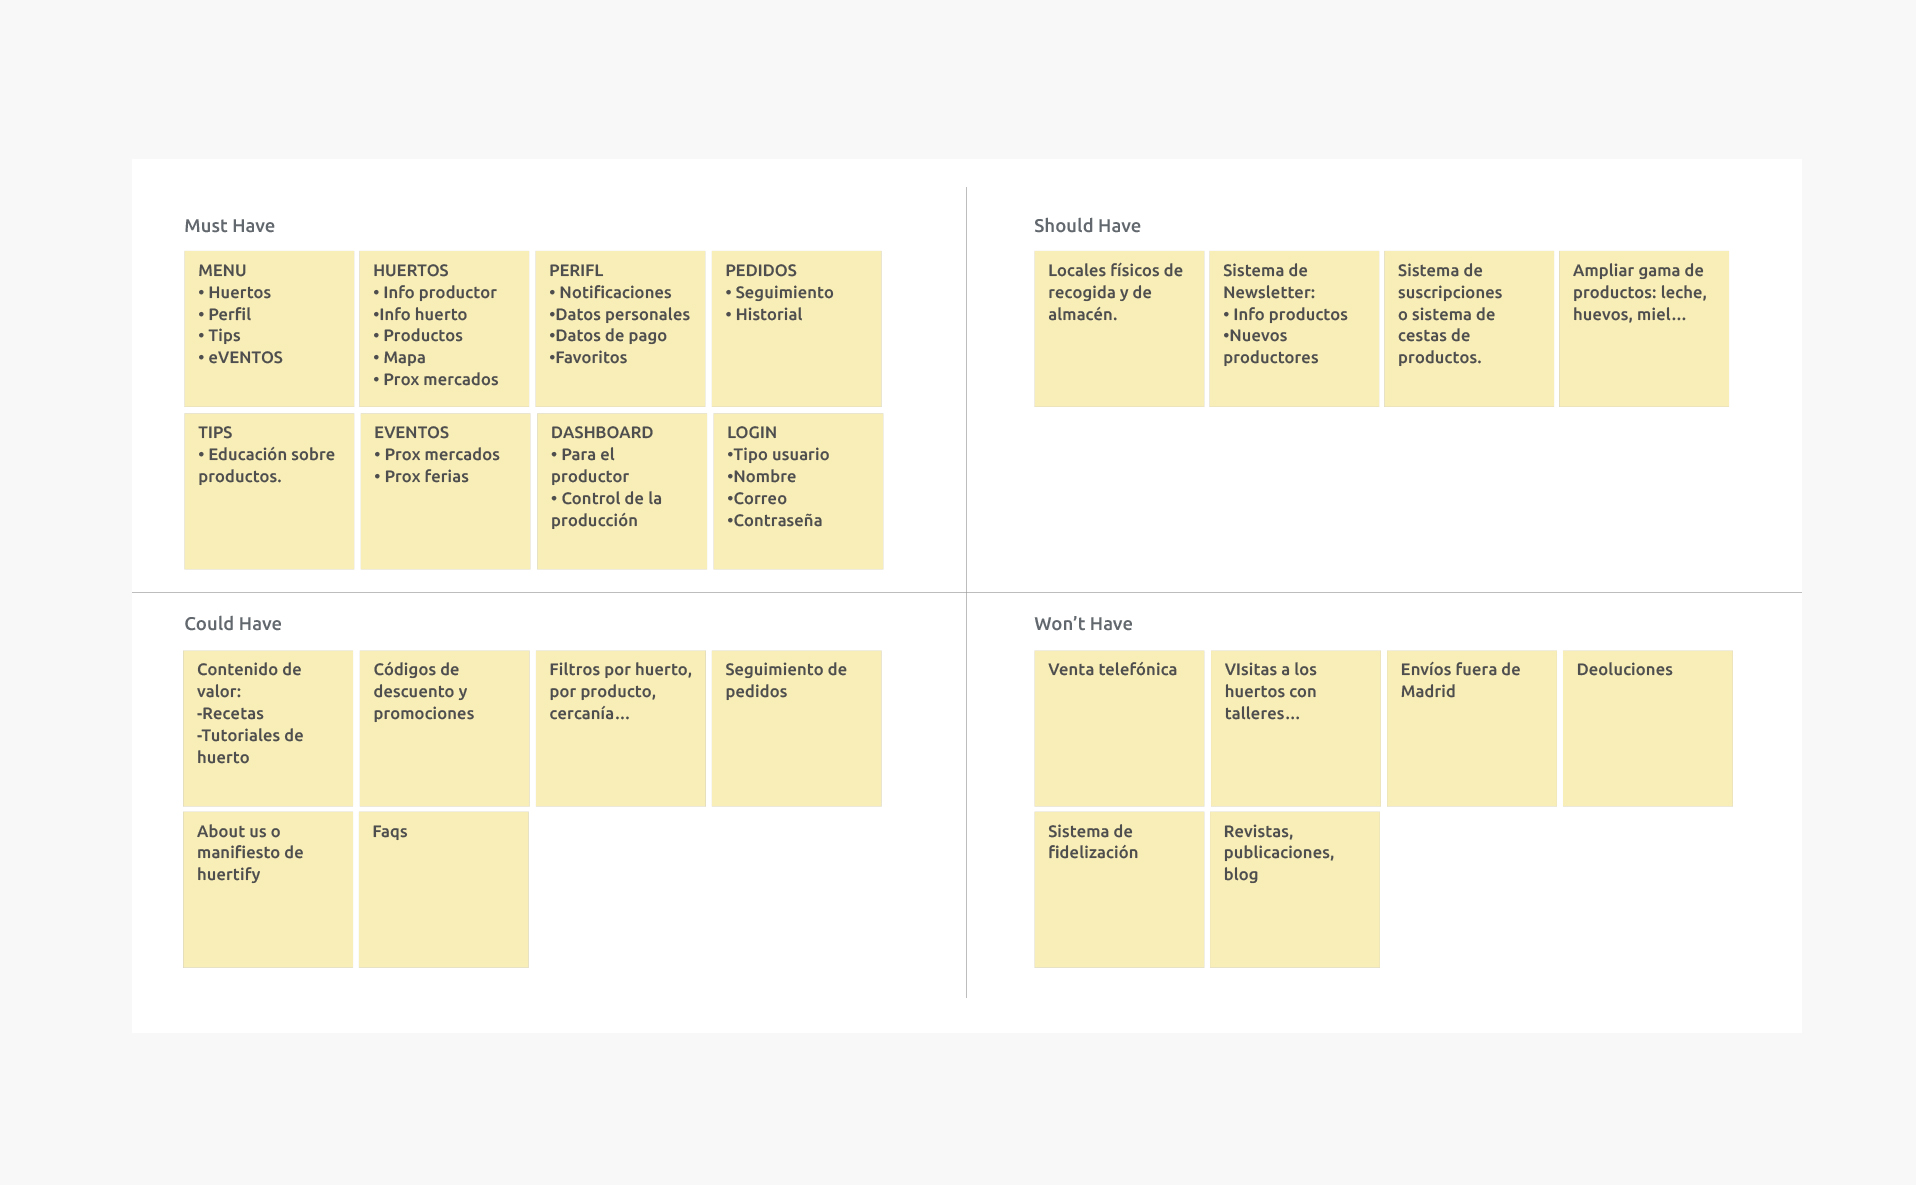 Must Have
MENU
• Huertos
• Perfil
• Tips
• eVENTOS
HUERTOS
• Info productor
•Info huerto
• Productos
• Mapa
• Prox mercados
PERIFL
• Notificaciones
•Datos personales
•Datos de pago
•Favoritos
PEDIDOS
• Seguimiento
• Historial
TIPS
• Educación sobre
productos.
EVENTOS
• Prox mercados
• Prox ferias
DASHBOARD
• Para el
productor
• Control de la
producción
LOGIN
•Tipo usuario
•Nombre
•Correo
•Contraseña
Should Have
Locales físicos de
recogida y de
almacén.
Sistema de
Newsletter:
• Info productos
•Nuevos
productores
Sistema de
suscripciones
o sistema de
cestas de
productos.
Ampliar gama de
productos: leche,
huevos, miel...
Could Have
Contenido de
valor:
-Recetas
-Tutoriales de
huerto
Códigos de
descuento y
promociones
Filtros por huerto,
por producto,
cercanía...
Seguimiento de
pedidos
About us o
manifiesto de
huertify
Faqs
Won’t Have
Venta telefónica
VIsitas a los
huertos con
talleres...
Envíos fuera de
Madrid
Deoluciones
Sistema de
fidelización
Revistas,
publicaciones,
blog